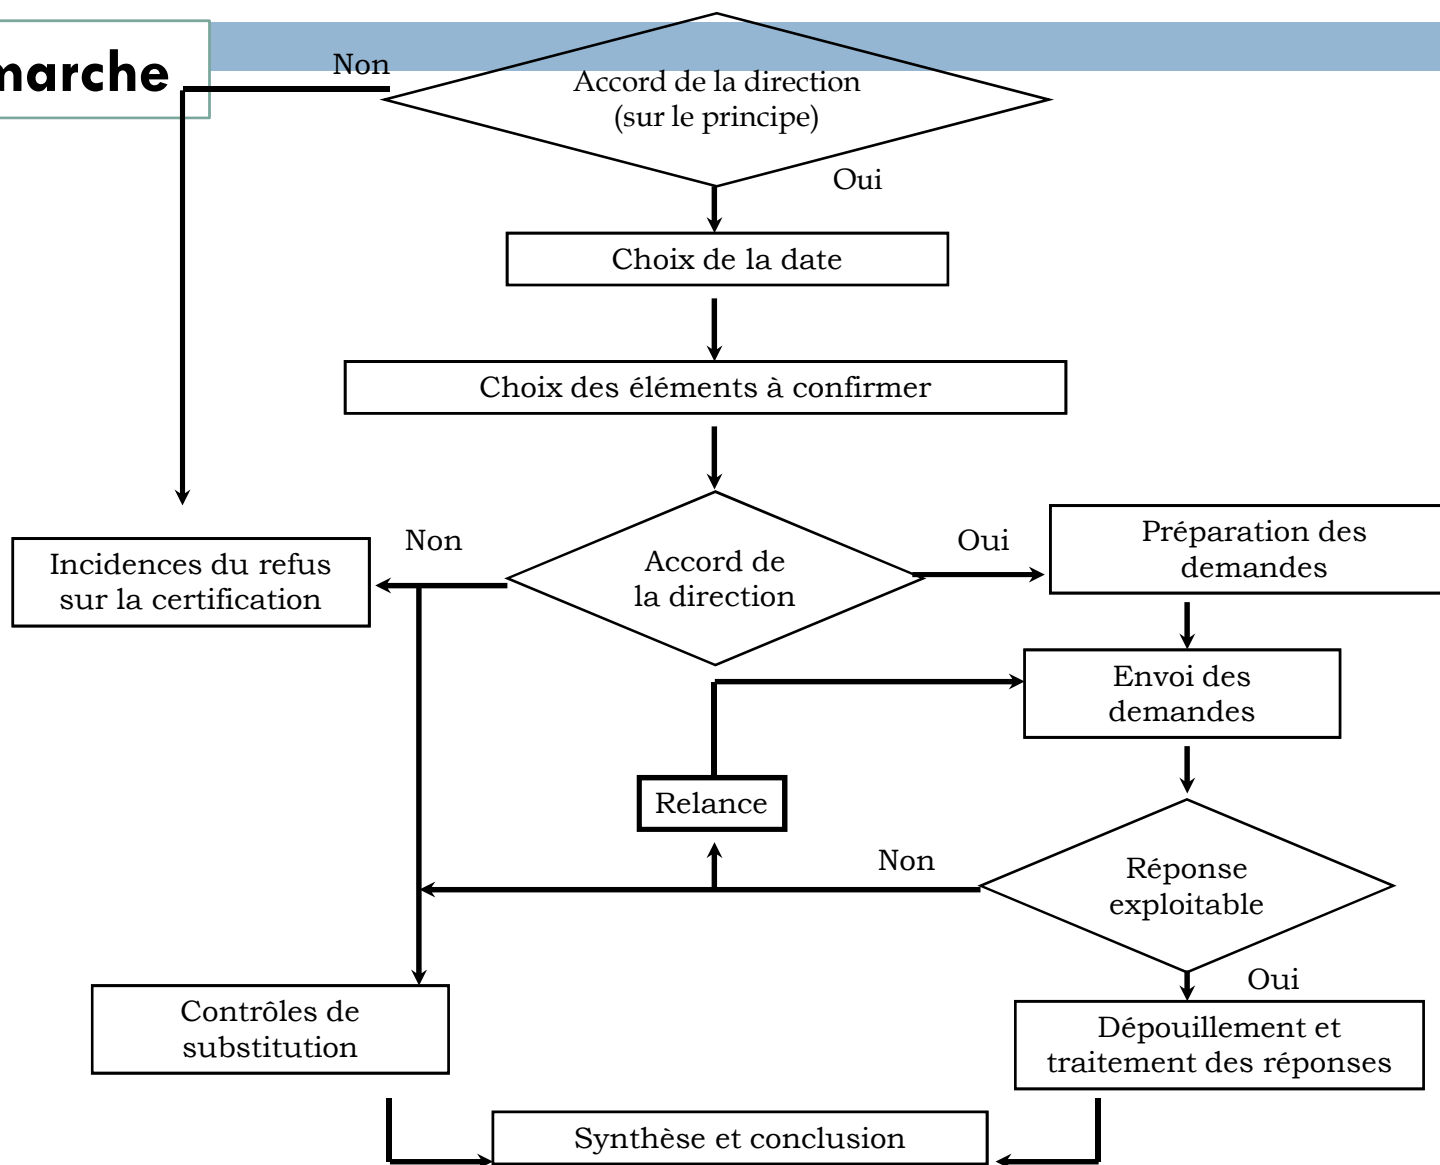 marche
Non
Accord de la direction
(sur le principe)
Oui
Choix de la date
Choix des éléments à confirmer
Non
Accord de
la direction
Oui
Préparation des
demandes
Incidences du refus
sur la certification
Envoi des
demandes
Relance
Non
Réponse
exploitable
Oui
Contrôles de
substitution
Dépouillement et
traitement des réponses
Synthèse et conclusion